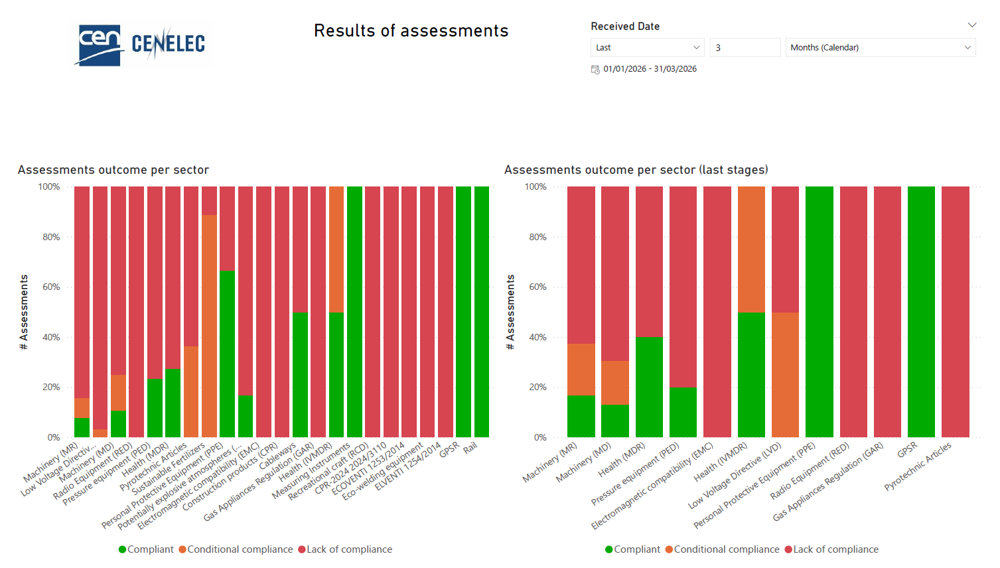 cen CENELEC
Results of assessments
Received Date
Last
3
Months (Calendar)
01/01/2026 - 31/03/2026
Assessments outcome per sector
100%
80%
60%
40%
20%
0%
# Assessments
Machinery (MR)
Low Voltage Directiv...
Machinery (MD)
Radio Equipment (RED)
Pressure equipment (PED)
Health (MDR)
Pyrotechnic Articles
Sustainable Fertilizers
Personal Protective Equipment (PPE)
Potentially explosive atmospheres (...
Electromagnetic compatibility (EMC)
Construction products (CPR)
Cableways
Gas Appliances Regulation (GAR)
Health (IVMDR)
Measuring Instruments
Recreational craft (RCD)
CPR-2024 2024/3110
ECOVENTI 1253/2014
Eco-welding equipment
ELVENTI 1254/2014
GPSR
Rail
Compliant
Conditional compliance
Lack of compliance
Assessments outcome per sector (last stages)
100%
80%
60%
40%
20%
0%
# Assessments
Machinery (MR)
Machinery (MD)
Health (MDR)
Pressure equipment (PED)
Electromagnetic compatibility (EMC)
Health (IVMDR)
Low Voltage Directive (LVD)
Personal Protective Equipment (PPE)
Radio Equipment (RED)
Gas Appliances Regulation (GAR)
GPSR
Pyrotechnic Articles
Compliant
Conditional compliance
Lack of compliance